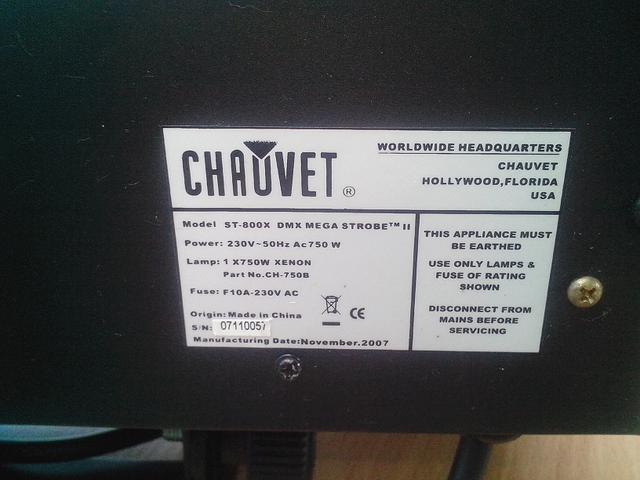 CHAUVET ®
WORLDWIDE HEADQUARTERS
CHAUVET
HOLLYWOOD,FLORIDA
USA
Model ST-800X DMX MEGA STROBE™ II
Power: 230V~50Hz Ac750 W
Lamp: 1 X750W XENON
Part No.CH-750B
Fuse: F10A-230V AC
Origin: Made in China
S/N: 07110057
Manufacturing Date:November.2007
CE
THIS APPLIANCE MUST
BE EARTHED
USE ONLY LAMPS &
FUSE OF RATING
SHOWN
DISCONNECT FROM
MAINS BEFORE
SERVICING